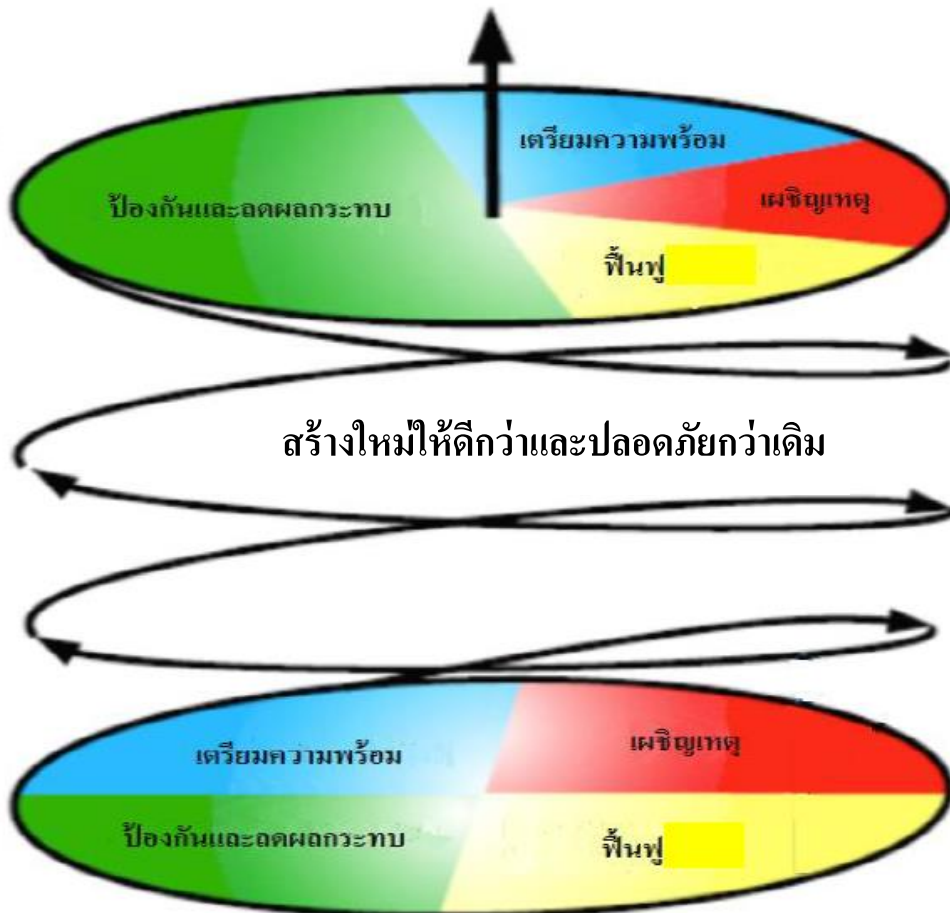 เตรียมความพร้อม
ป้องกันและลดผลกระทบ
เผชิญเหตุ
ฟื้นฟู
สร้างใหม่ให้ดีกว่าและปลอดภัยกว่าเดิม
เตรียมความพร้อม
เผชิญเหตุ
ป้องกันและลดผลกระทบ
ฟื้นฟู